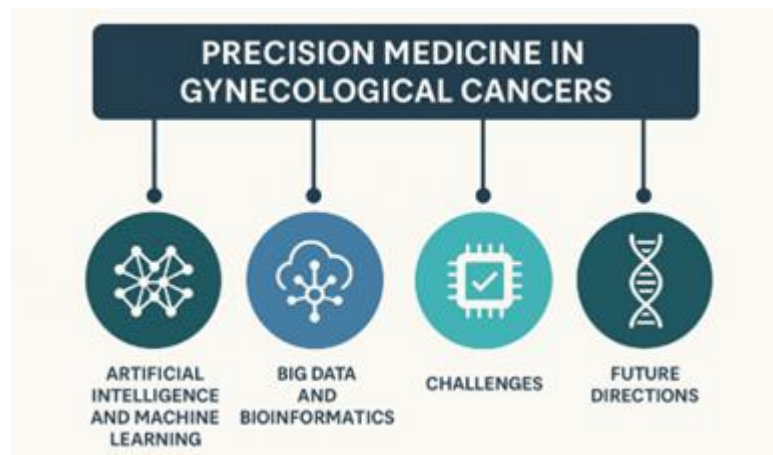 PRECISION MEDICINE IN
GYNECOLOGICAL CANCERS
ARTIFICIAL
INTELLIGENCE
AND MACHINE
LEARNING
BIG DATA
AND
BIOINFORMATICS
CHALLENGES
FUTURE
DIRECTIONS